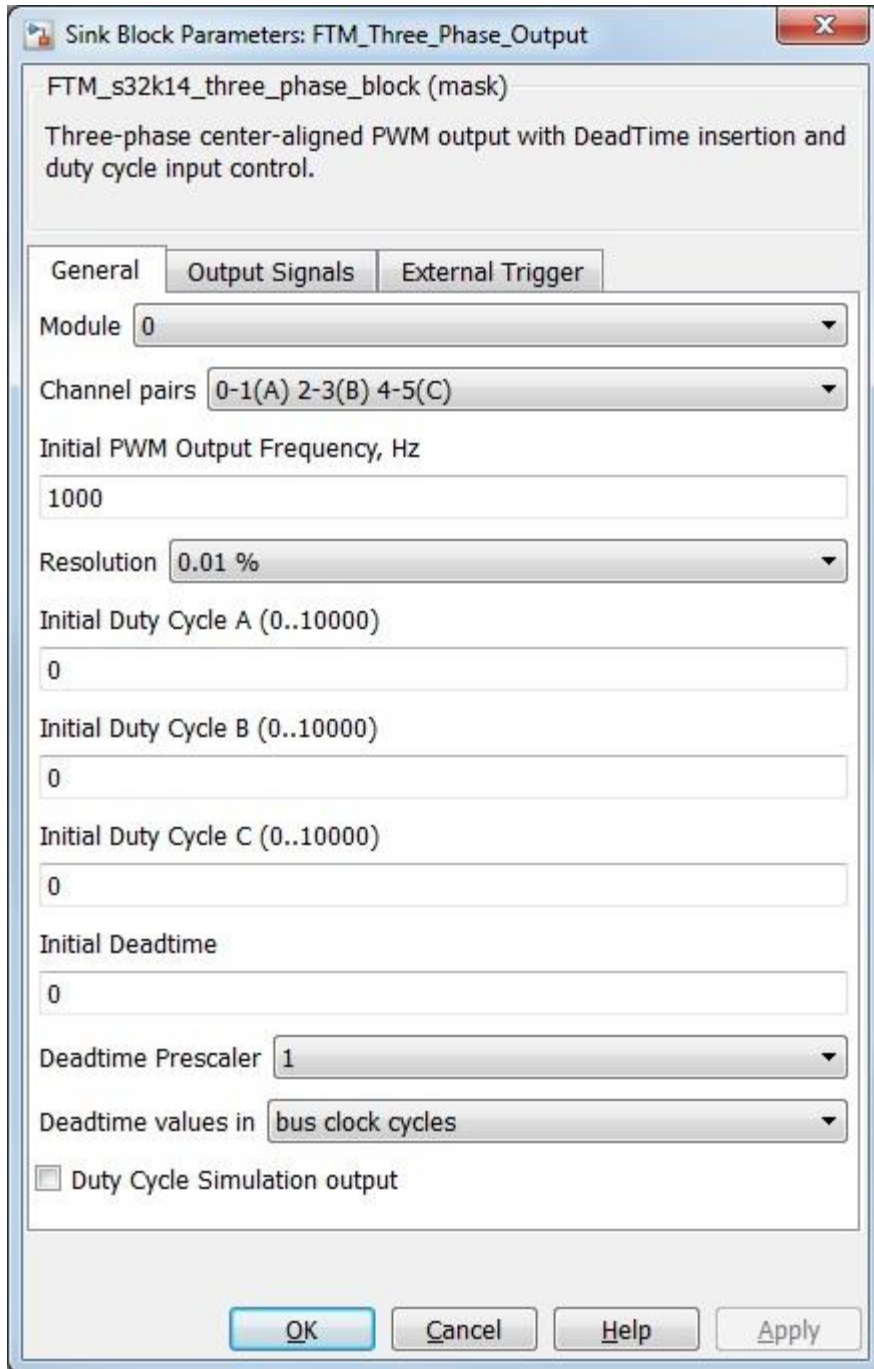 Sink Block Parameters: FTM_Three_Phase_Output
FTM_s32k14_three_phase_block (mask)
Three-phase center-aligned PWM output with DeadTime insertion and
duty cycle input control.
General Output Signals External Trigger
Module 0
Channel pairs 0-1(A) 2-3(B) 4-5(C)
Initial PWM Output Frequency, Hz
1000
Resolution 0.01 %
Initial Duty Cycle A (0..10000)
0
Initial Duty Cycle B (0..10000)
0
Initial Duty Cycle C (0..10000)
0
Initial Deadtime
0
Deadtime Prescaler 1
Deadtime values in bus clock cycles
Duty Cycle Simulation output
OK Cancel Help Apply